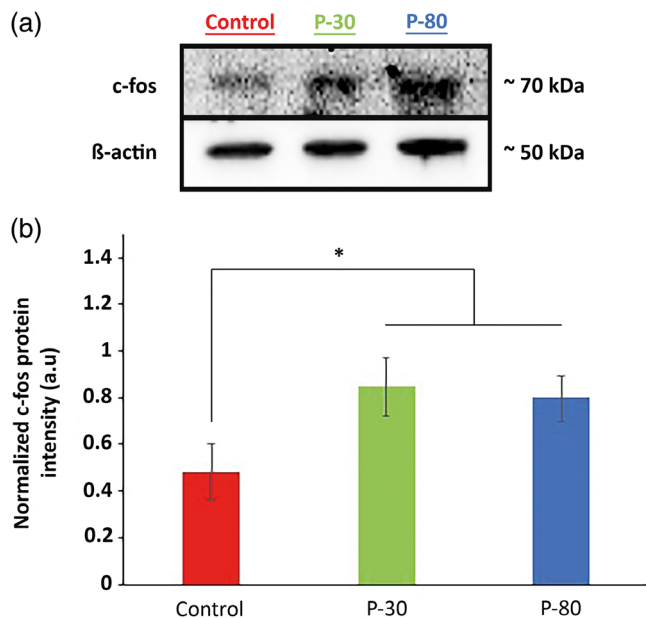 (a)
Control P-30 P-80
c-fos ~ 70 kDa
ß-actin ~ 50 kDa
(b)
*
1.4
1.2
1
0.8
0.6
0.4
0.2
0
Normalized c-fos protein
intensity (a.u)
Control P-30 P-80